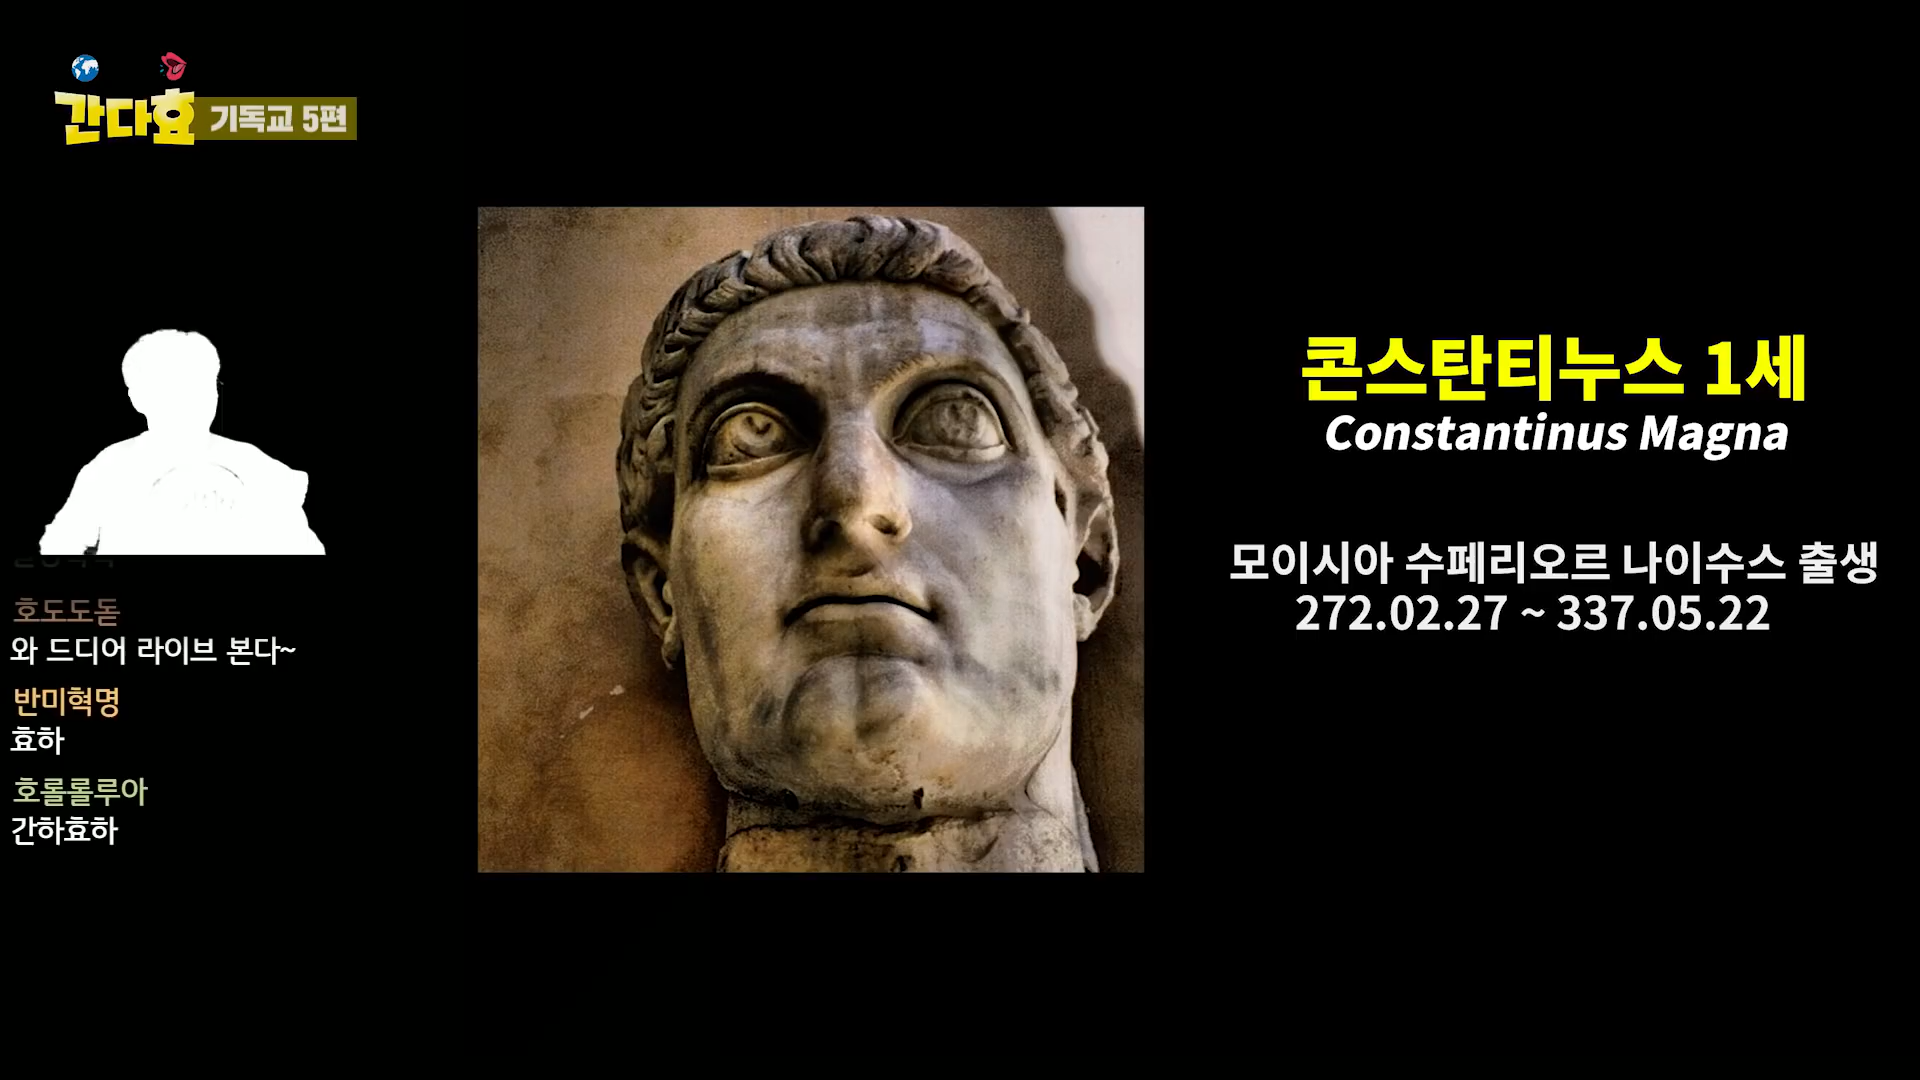 간다효 기독교 5편
콘스탄티누스 1세
Constantinus Magna
모이시아 수페리오르 나이수스 출생
272.02.27 ~ 337.05.22
호도도돋
와 드디어 라이브 본다~
반미혁명
효하
호롤롤루아
간하효하